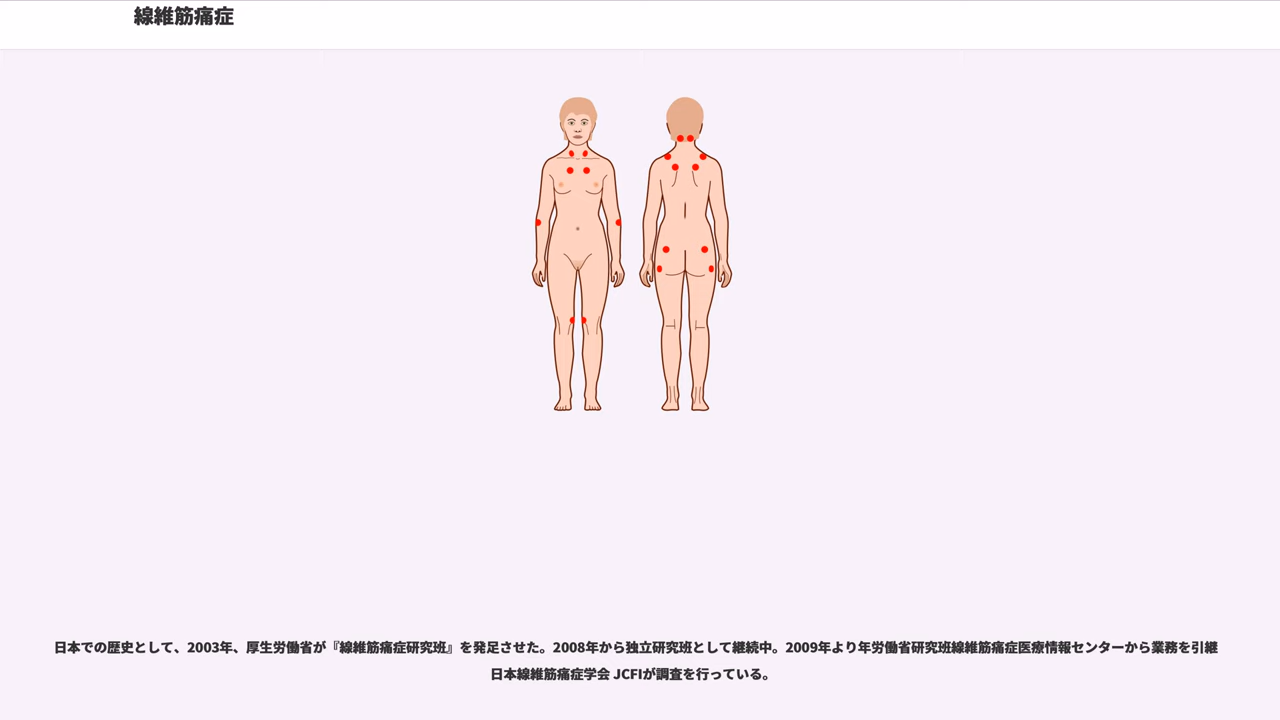 線維筋痛症
日本での歴史として、2003年、厚生労働省が『線維筋痛症研究班』を発足させた。2008年から独立研究班として継続中。2009年より年労働省研究班線維筋痛症医療情報センターから業務を引継
日本線維筋痛症学会 JCFIが調査を行っている。